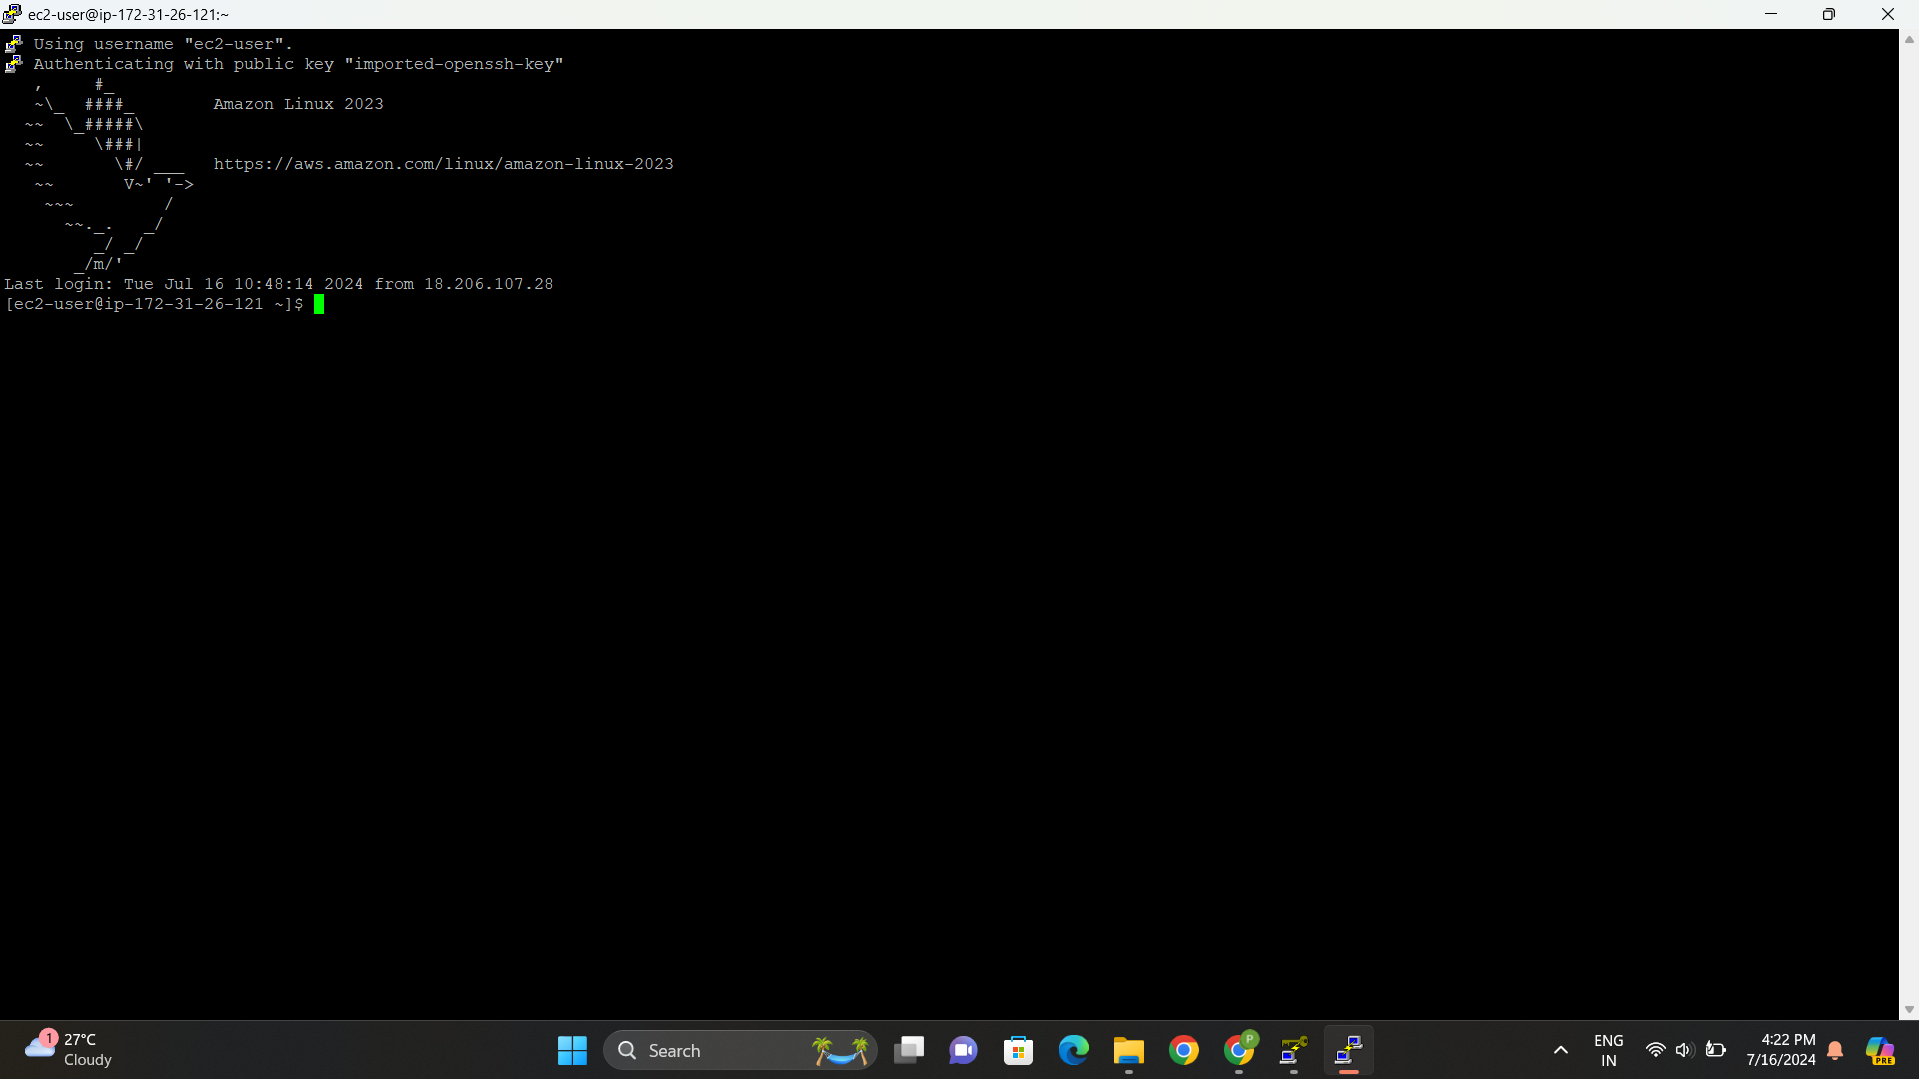 ec2-user@ip-172-31-26-121:~
Using username "ec2-user".
Authenticating with public key "imported-openssh-key"
   ,     #_
   ~\_  ####_        Amazon Linux 2023
  ~~  \_#####\
  ~~     \###|
  ~~       \#/ ___   https://aws.amazon.com/linux/amazon-linux-2023
   ~~       V~' '->
    ~~~         /
      ~~._.   _/
         _/ _/
       _/m/'
Last login: Tue Jul 16 10:48:14 2024 from 18.206.107.28
[ec2-user@ip-172-31-26-121 ~]$
1
27°C
Cloudy
Search
P
ENG
IN
4:22 PM
7/16/2024
PRE